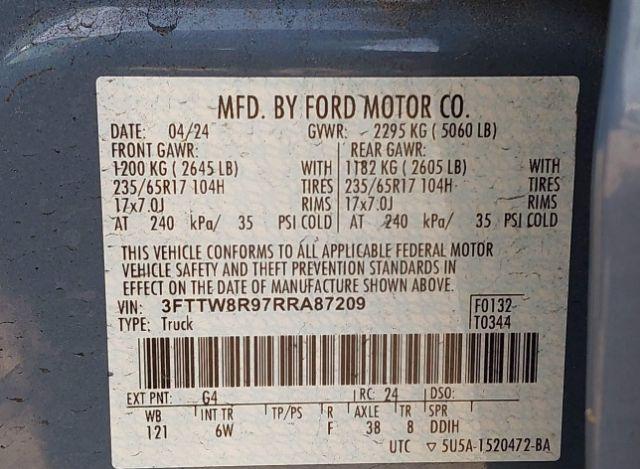 MFD. BY FORD MOTOR CO.
DATE: 04/24 GVWR: 2295 KG ( 5060 LB)
FRONT GAWR: REAR GAWR:
1200 KG ( 2645 LB) WITH 1182 KG ( 2605 LB) WITH
235/65R17 104H TIRES 235/65R17 104H TIRES
17x7.0J RIMS 17x7.0J RIMS
AT 240 kPa/ 35 PSI COLD AT 240 kPa/ 35 PSI COLD
THIS VEHICLE CONFORMS TO ALL APPLICABLE FEDERAL MOTOR
VEHICLE SAFETY AND THEFT PREVENTION STANDARDS IN
EFFECT ON THE DATE OF MANUFACTURE SHOWN ABOVE.
VIN: 3FTTW8R97RRA87209 F0132
TYPE: Truck T0344
EXT PNT: G4 RC: 24 DSO:
WB INT TR TP/PS R AXLE TR SPR
121 6W F 38 8 DDIH
UTC ▽ 5U5A-1520472-BA